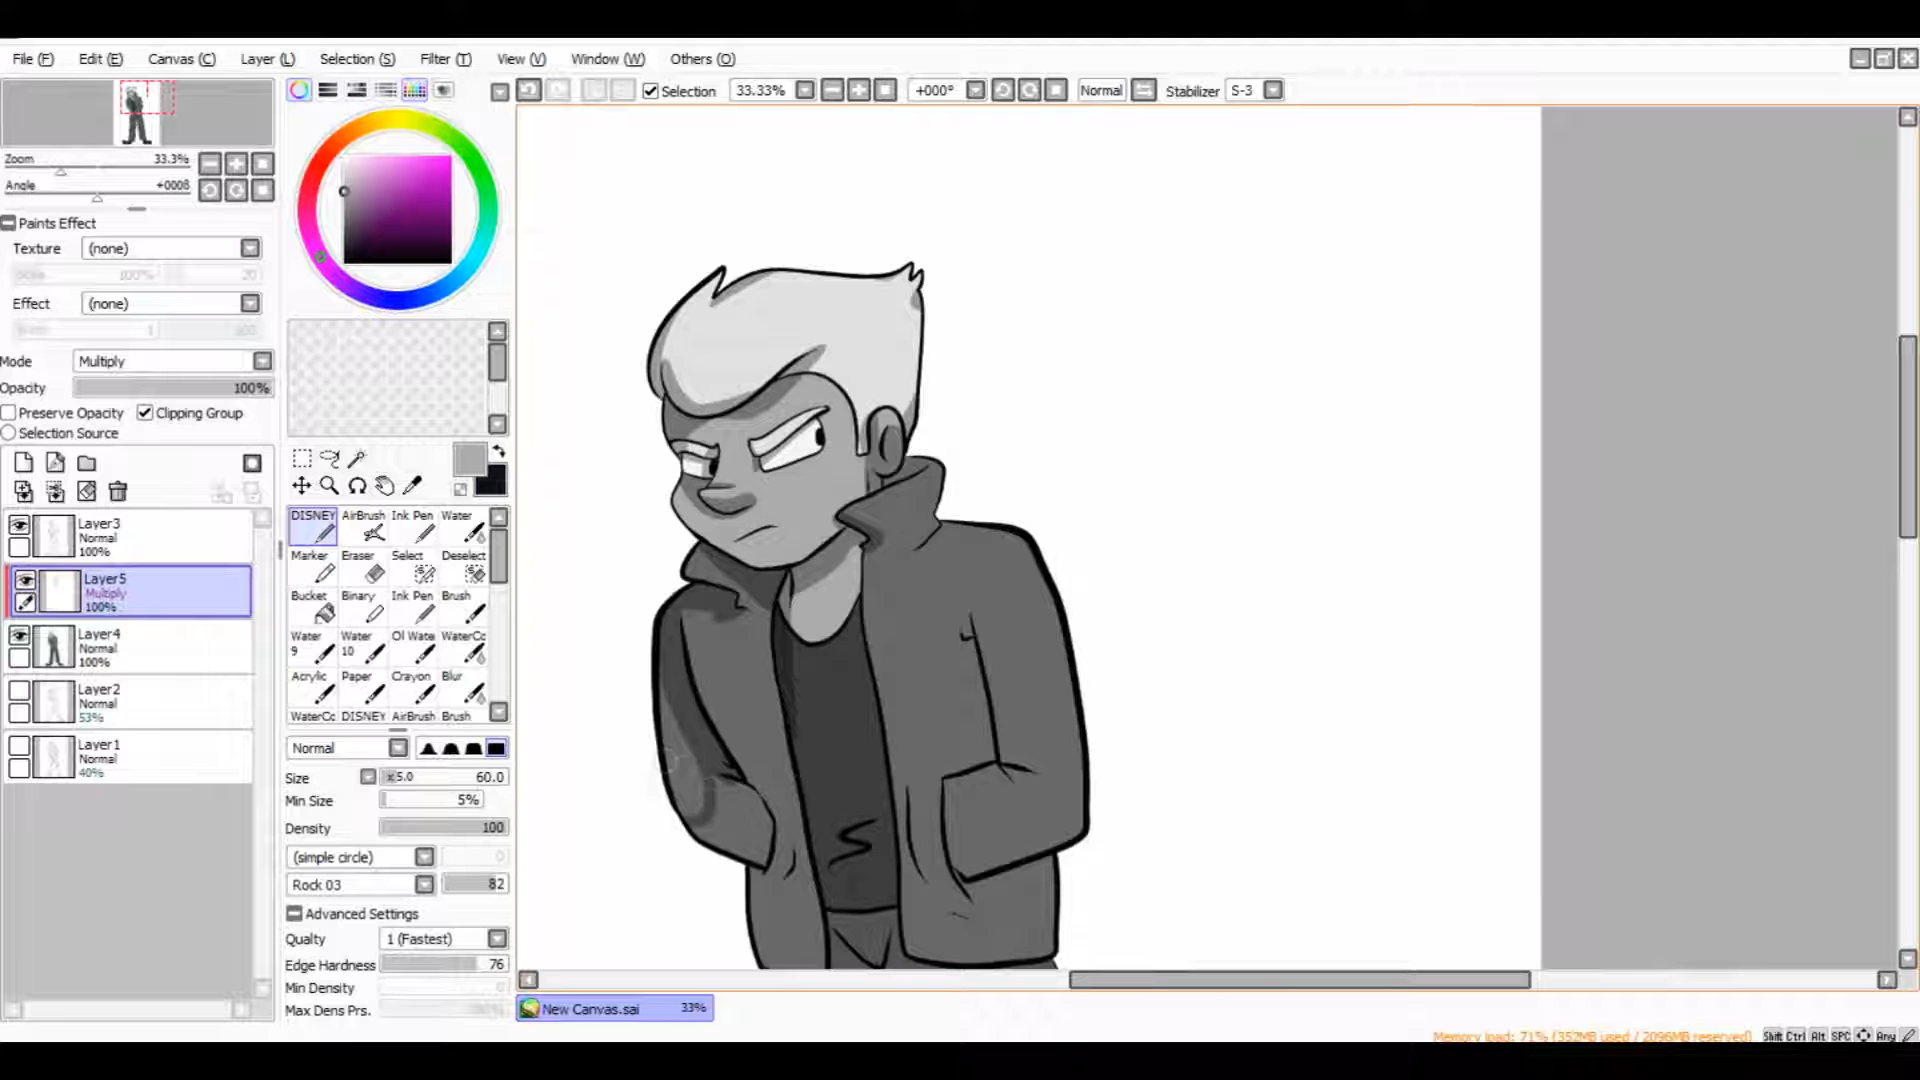 File (F) Edit (E) Canvas (C) Layer (L) Selection (S) Filter (T) View (V) Window (W) Others (O)
Selection 33.33% +000° Normal Stabilizer S-3
Zoom 33.3%
Angle
Paints Effect
Texture (none)
100% 20
Effect (none)
1 100
Mode Multiply
Opacity 100%
Preserve Opacity Clipping Group
Selection Source
Layer3
Normal
100%
Layer5
Multiply
100%
Layer4
Normal
100%
Layer2
Normal
53%
Layer1
Normal
40%
DISNEY AirBrush Ink Pen Water
Marker Eraser Select Deselect
Bucket Binary Ink Pen Brush
Water 9 Water 10 Ol Wate WaterCc
Acrylic Paper Crayon Blur
WaterCc DISNEY AirBrush Brush
Normal
Size x5.0 60.0
Min Size 5%
Density 100
(simple circle) 0
Rock 03 82
Advanced Settings
Qualty 1 (Fastest)
Edge Hardness 76
Min Density
Max Dens Prs.
New Canvas.sai 33%
Memory load: 71% (352MB used / 2096MB reserved)
Shift Ctrl Alt SPC Any